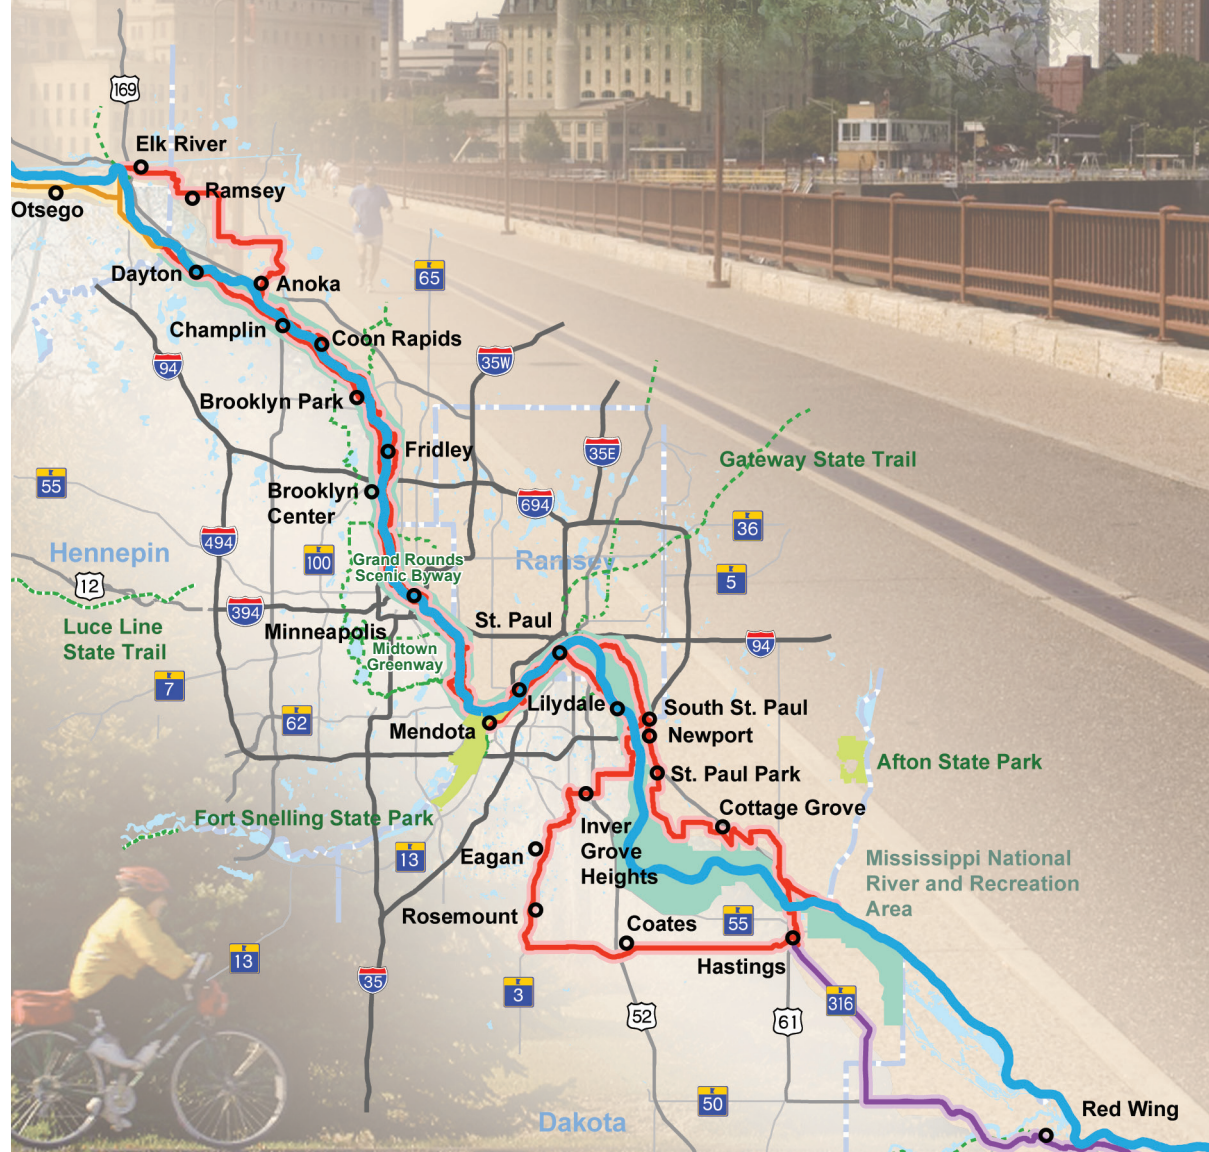 169
Elk River
Ramsey
Otsego
Dayton
Anoka
65
Champlin
Coon Rapids
94
35W
Brooklyn Park
Fridley
35E
Gateway State Trail
55
Brooklyn
Center
694
36
494
Hennepin
100
Grand Rounds
Scenic Byway
Ramsey
5
12
394
Luce Line
State Trail
Minneapolis
St. Paul
Midtown
Greenway
94
7
62
Mendota
Lilydale
South St. Paul
Newport
St. Paul Park
Afton State Park
Fort Snelling State Park
Cottage Grove
Inver
Grove
Heights
13
Eagan
Mississippi National
River and Recreation
Area
Rosemount
Coates
55
13
Hastings
35
3
316
52
61
50
Dakota
Red Wing